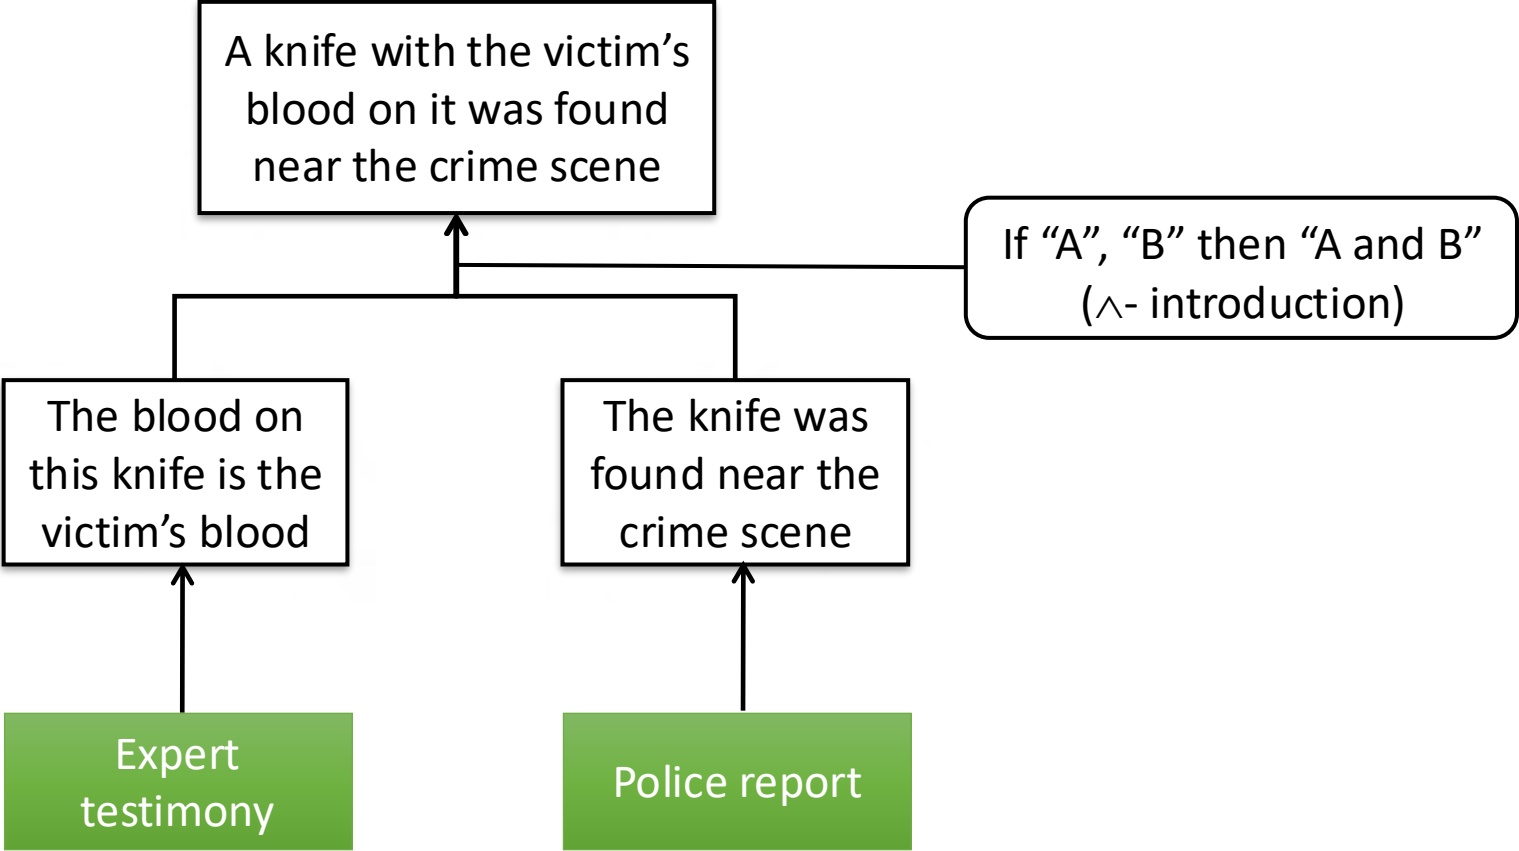 A knife with the victim’s
blood on it was found
near the crime scene
If “A”, “B” then “A and B”
(∧- introduction)
The blood on
this knife is the
victim’s blood
The knife was
found near the
crime scene
Expert
testimony
Police report